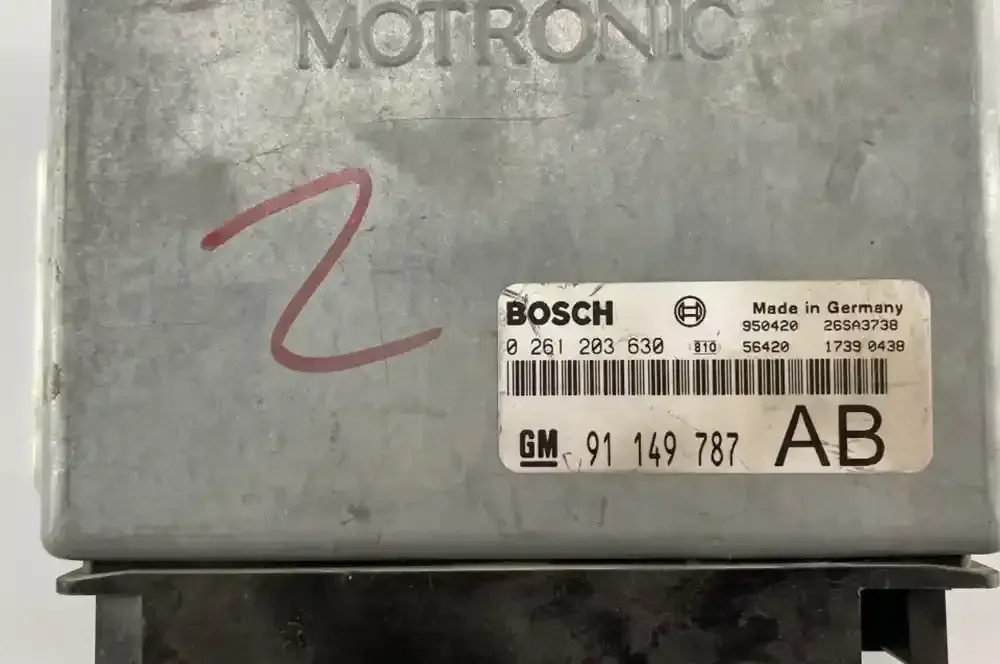 MOTRONIC
2
BOSCH Made in Germany
950420 26SA3738
0 261 203 630 810 56420 1739 0438
GM 91 149 787 AB